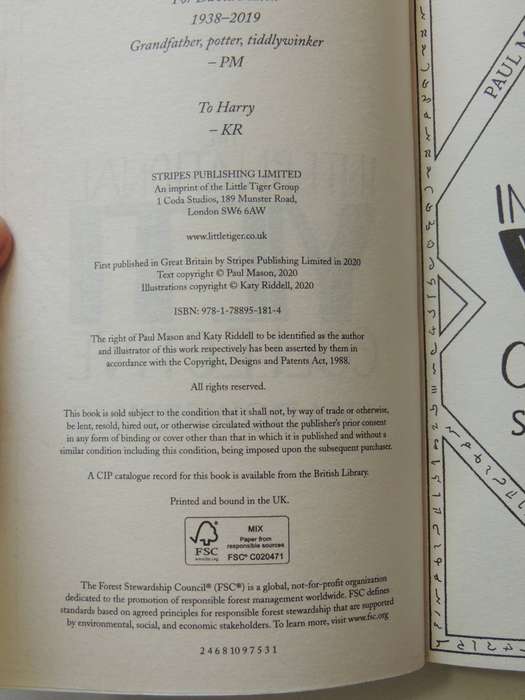 1938–2019
Grandfather, potter, tiddlywinker
– PM
To Harry
– KR
STRIPES PUBLISHING LIMITED
An imprint of the Little Tiger Group
1 Coda Studios, 189 Munster Road,
London SW6 6AW
www.littletiger.co.uk
First published in Great Britain by Stripes Publishing Limited in 2020
Text copyright © Paul Mason, 2020
Illustrations copyright © Katy Riddell, 2020
ISBN: 978-1-78895-181-4
The right of Paul Mason and Katy Riddell to be identified as the author
and illustrator of this work respectively has been asserted by them in
accordance with the Copyright, Designs and Patents Act, 1988.
All rights reserved.
This book is sold subject to the condition that it shall not, by way of trade or otherwise,
be lent, resold, hired out, or otherwise circulated without the publisher's prior consent
in any form of binding or cover other than that in which it is published and without a
similar condition including this condition, being imposed upon the subsequent purchaser.
A CIP catalogue record for this book is available from the British Library.
Printed and bound in the UK.
FSC
www.fsc.org
MIX
Paper from
responsible sources
FSC® C020471
The Forest Stewardship Council® (FSC®) is a global, not-for-profit organization
dedicated to the promotion of responsible forest management worldwide. FSC defines
standards based on agreed principles for responsible forest stewardship that are supported
by environmental, social, and economic stakeholders. To learn more, visit www.fsc.org
2 4 6 8 10 9 7 5 3 1
PAUL M
IN